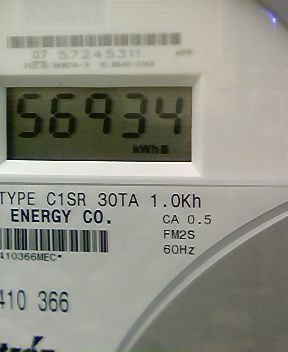 07 57245311
56934
kWh
TYPE C1SR 30TA 1.0Kh
ENERGY CO.
CA 0.5
FM2S
60Hz
410366MEC*
410 366